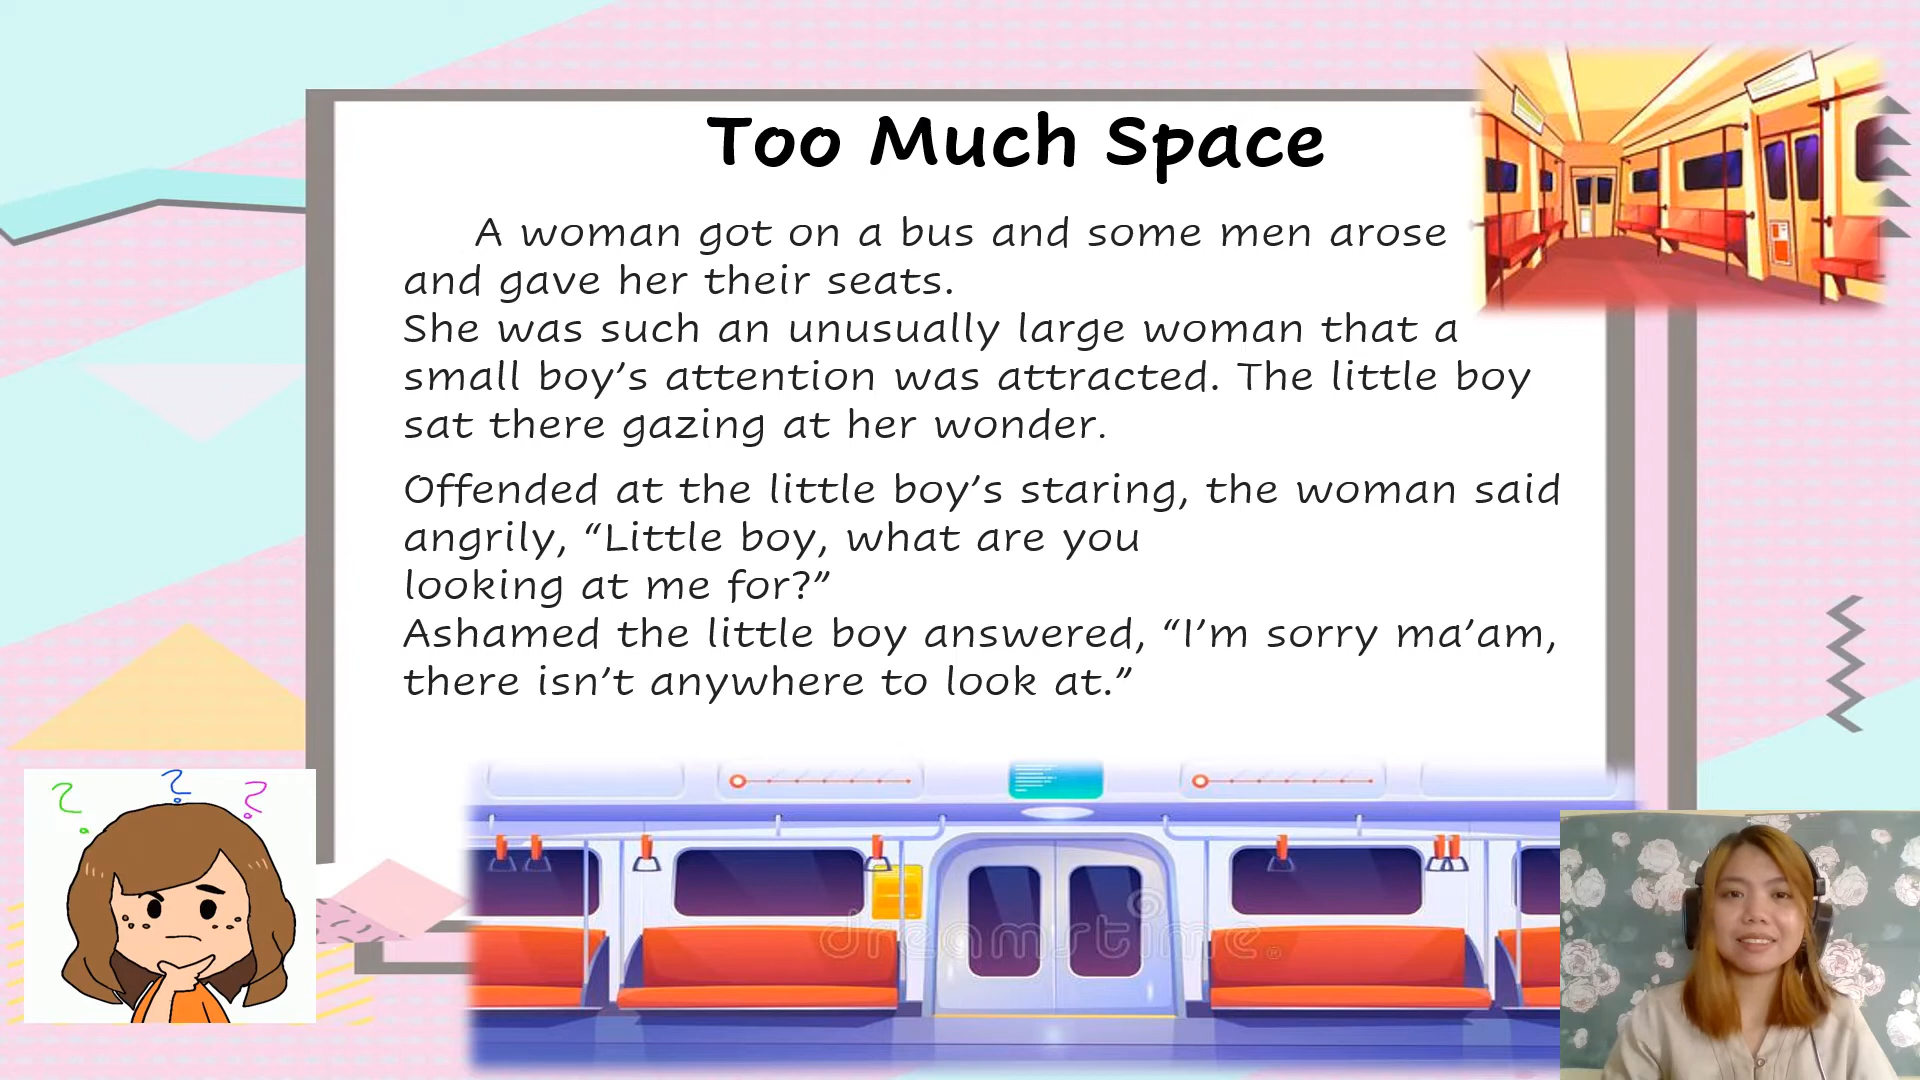 Too Much Space
A woman got on a bus and some men arose
and gave her their seats.
She was such an unusually large woman that a
small boy’s attention was attracted. The little boy
sat there gazing at her wonder.
Offended at the little boy’s staring, the woman said
angrily, “Little boy, what are you
looking at me for?”
Ashamed the little boy answered, “I’m sorry ma’am,
there isn’t anywhere to look at.”
? ? ?
dreamstime.